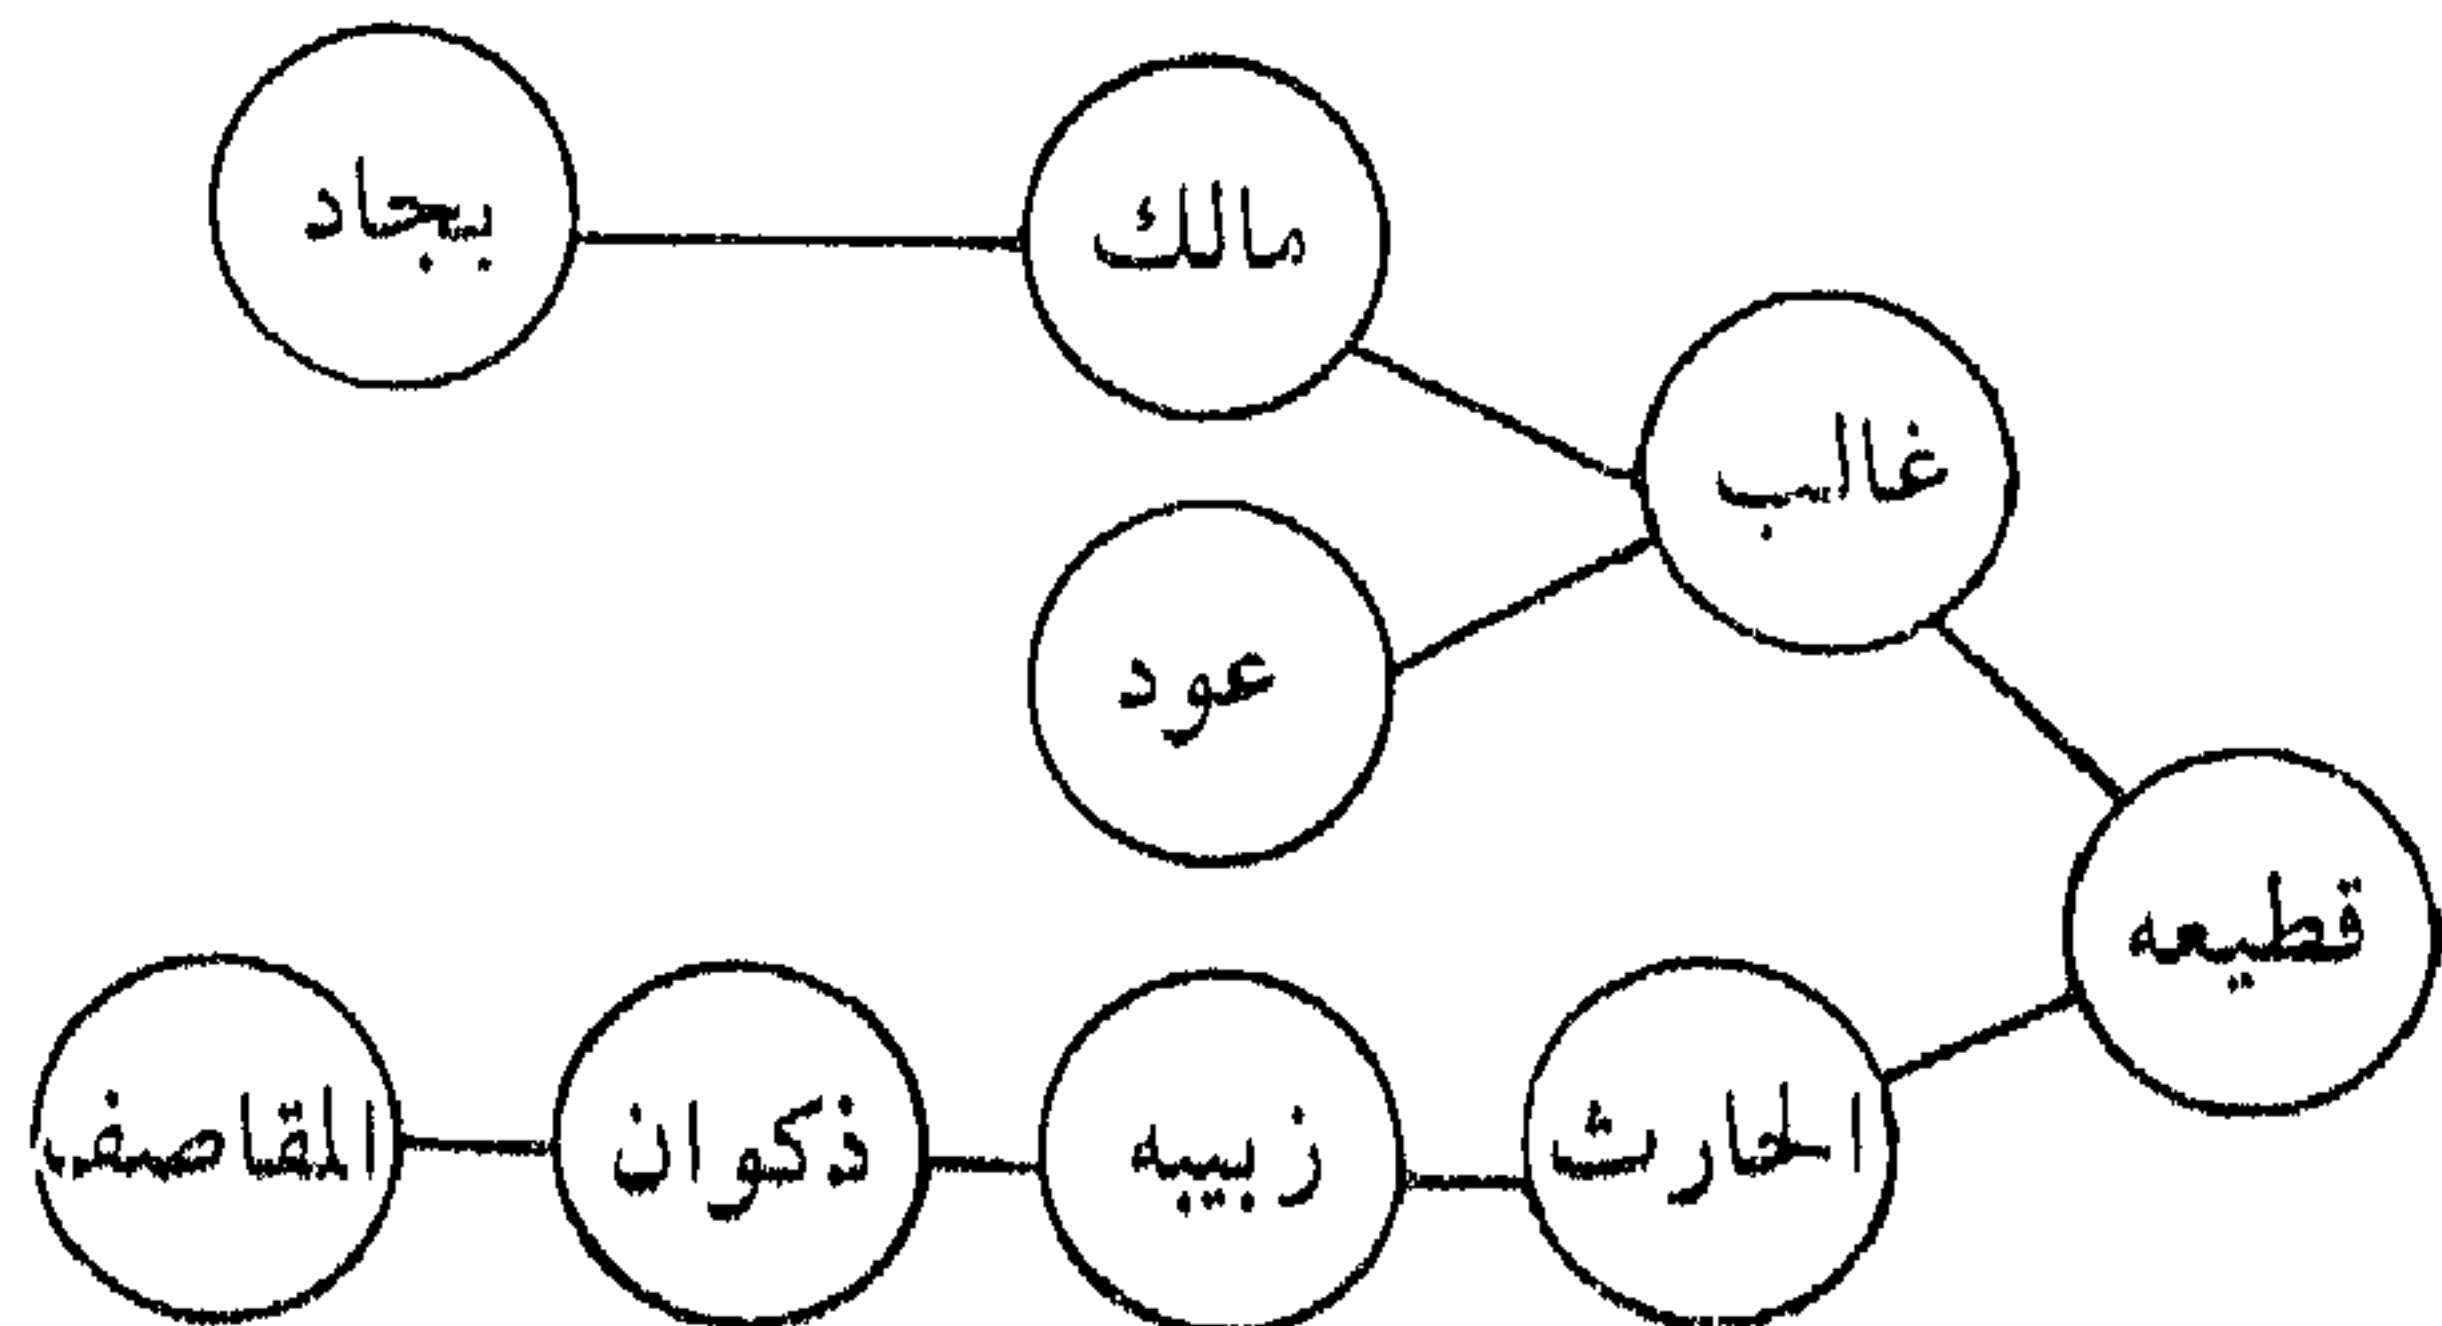 بجاد
مالك
غالب
عود
قطيعه
الحارث
زبيبه
ذكوان
المقاصف